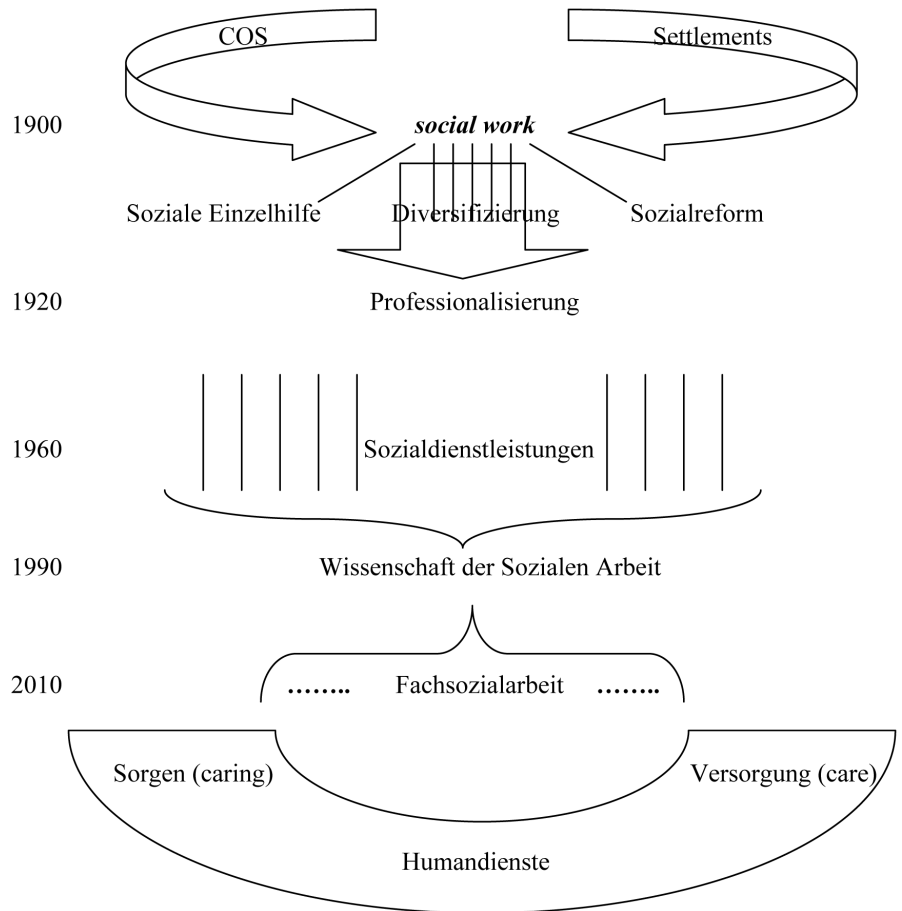 COS Settlements
1900 social work
Soziale Einzelhilfe Diversifizierung Sozialreform
1920 Professionalisierung
1960 Sozialdienstleistungen
1990 Wissenschaft der Sozialen Arbeit
2010 …….. Fachsozialarbeit ……..
Sorgen (caring) Versorgung (care)
Humandienste